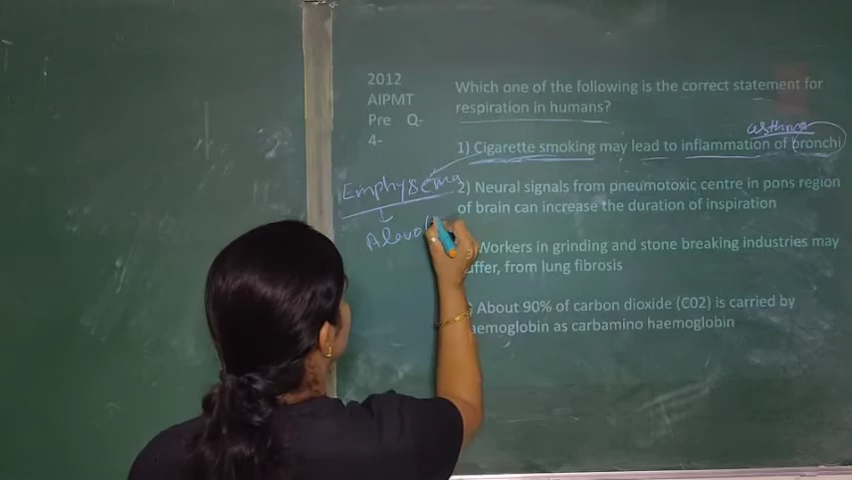 2012
AIPMT
Pre Q-
4-
Which one of the following is the correct statement for
respiration in humans?
asthma
1) Cigarette smoking may lead to inflammation of bronchi
Emphysema
2) Neural signals from pneumotoxic centre in pons region
of brain can increase the duration of inspiration
Workers in grinding and stone breaking industries may
uffer, from lung fibrosis
About 90% of carbon dioxide (C02) is carried by
haemoglobin as carbamino haemoglobin